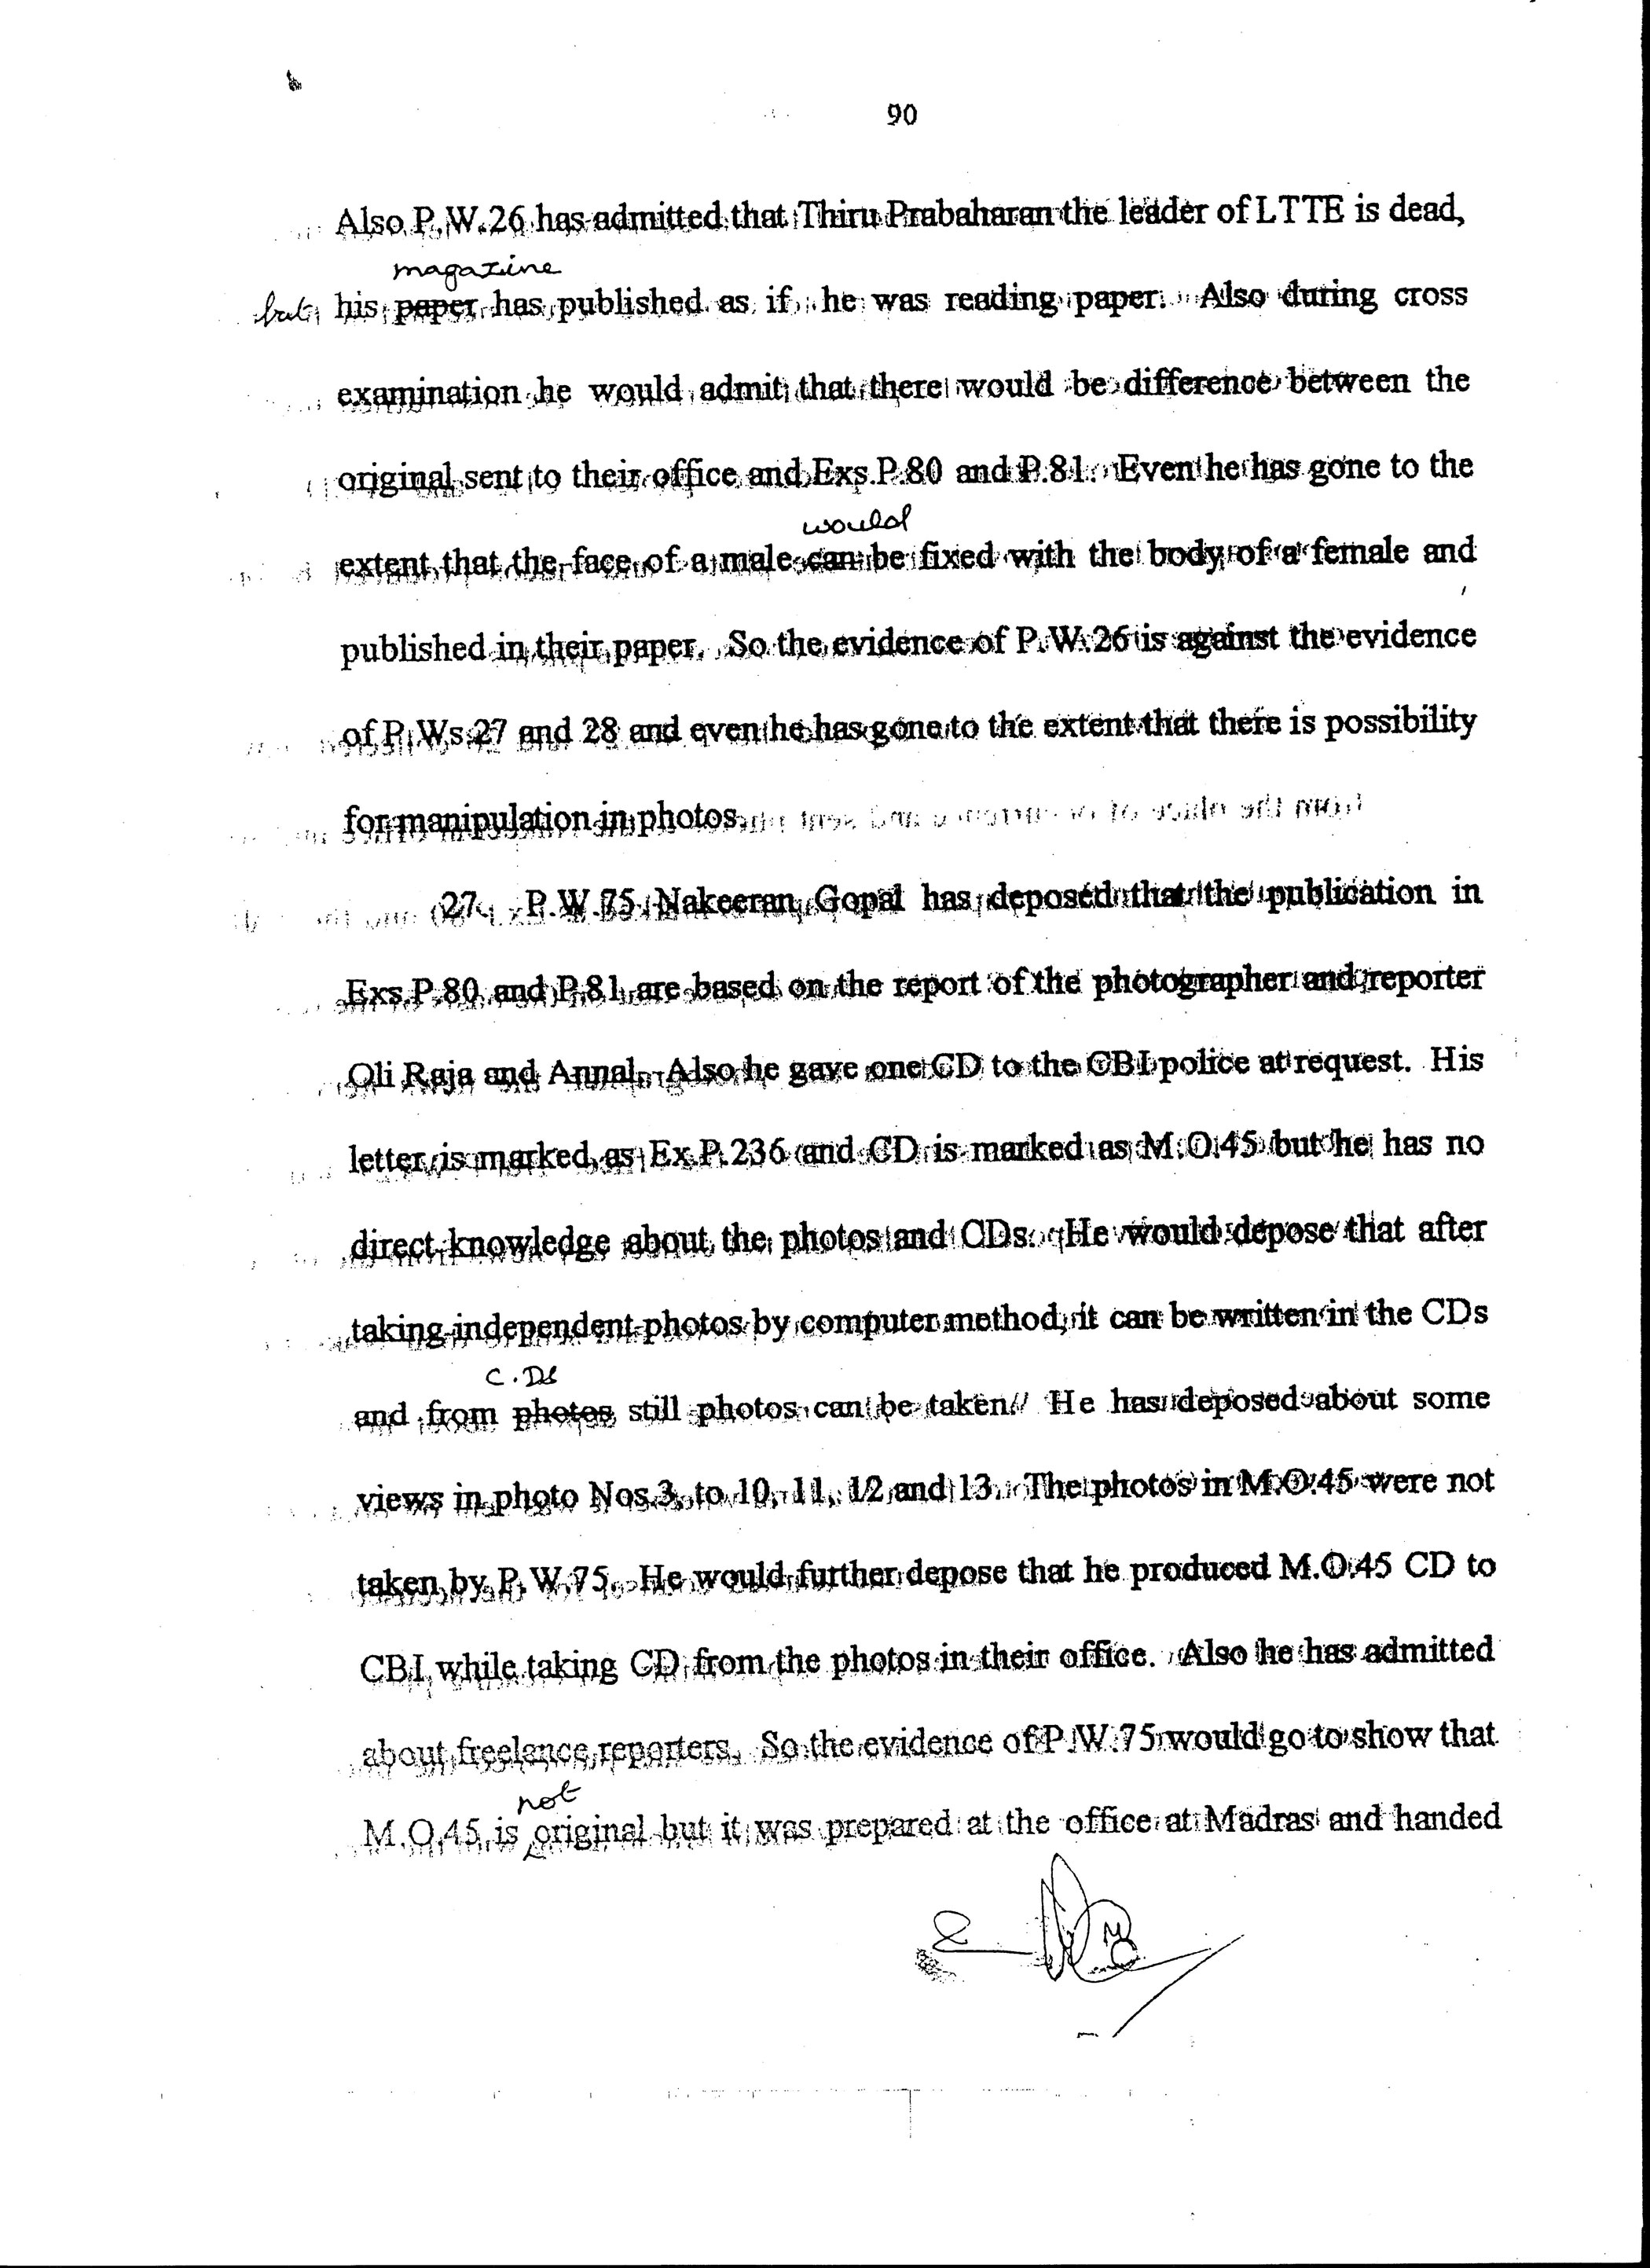 90
Also P.W.26 has admitted that Thiru Prabaharan the leader of LTTE is dead,
magazine
but his paper has published as if he was reading paper. Also during cross
examination he would admit that there would be difference between the
original sent to their office and Exs.P.80 and P.81. Even he has gone to the
would
extent that the face of a male can be fixed with the body of a female and
published in their paper. So the evidence of P.W.26 is against the evidence
of P.Ws.27 and 28 and even he has gone to the extent that there is possibility
for manipulation in photos.
27. P.W.75 Nakeeran Gopal has deposed that the publication in
Exs.P.80 and P.81 are based on the report of the photographer and reporter
Oli Raja and Annal. Also he gave one CD to the CBI police at request. His
letter is marked as Ex.P.236 and CD is marked as M.O.45 but he has no
direct knowledge about the photos and CDs. He would depose that after
taking independent photos by computer method, it can be written in the CDs
C.Ds
and from photos still photos can be taken. He has deposed about some
views in photo Nos.3, to 10, 11, 12 and 13. The photos in M.O.45 were not
taken by P.W.75. He would further depose that he produced M.O.45 CD to
CBI while taking CD from the photos in their office. Also he has admitted
about freelance reporters. So the evidence of P.W.75 would go to show that
not
M.O.45 is original but it was prepared at the office at Madras and handed